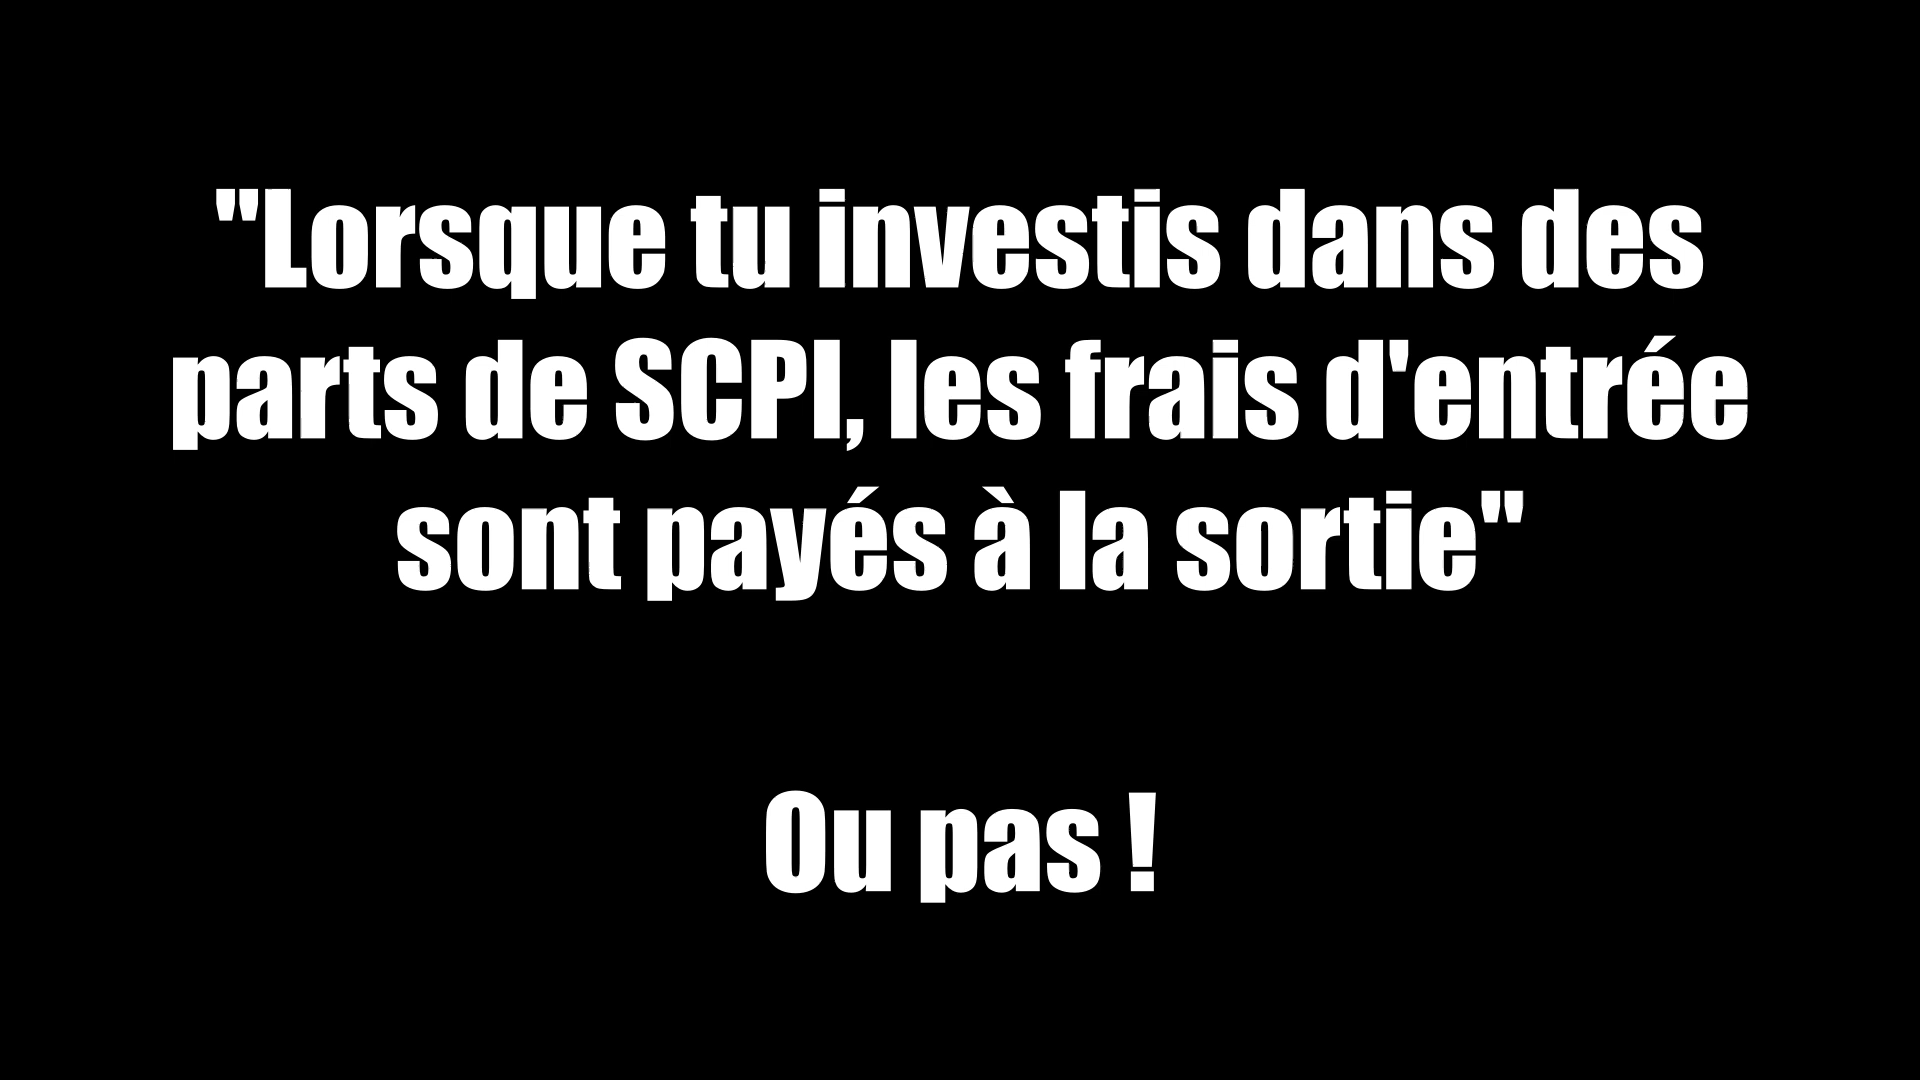 "Lorsque tu investis dans des
parts de SCPI, les frais d'entrée
sont payés à la sortie"
Ou pas !